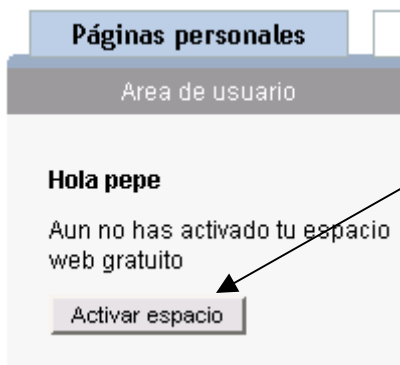 Páginas personales
Area de usuario
Hola pepe
Aun no has activado tu espacio
web gratuito
Activar espacio